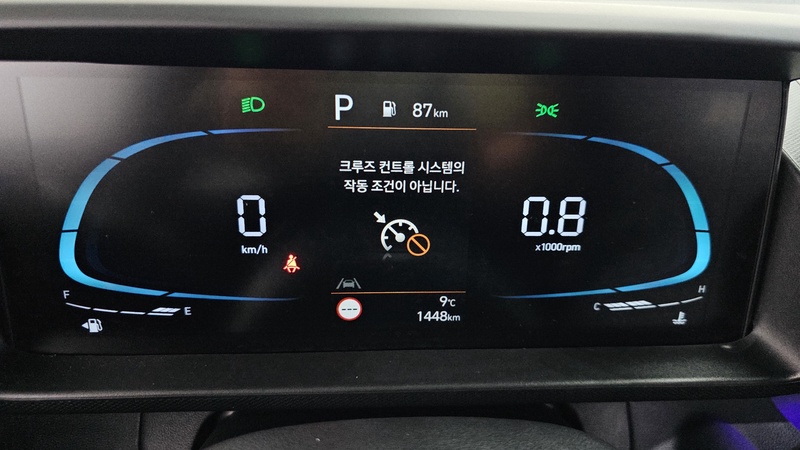 P 87km
크루즈 컨트롤 시스템의
작동 조건이 아닙니다.
0
km/h
0.8
x1000rpm
F
E
C
H
---
9℃
1448km